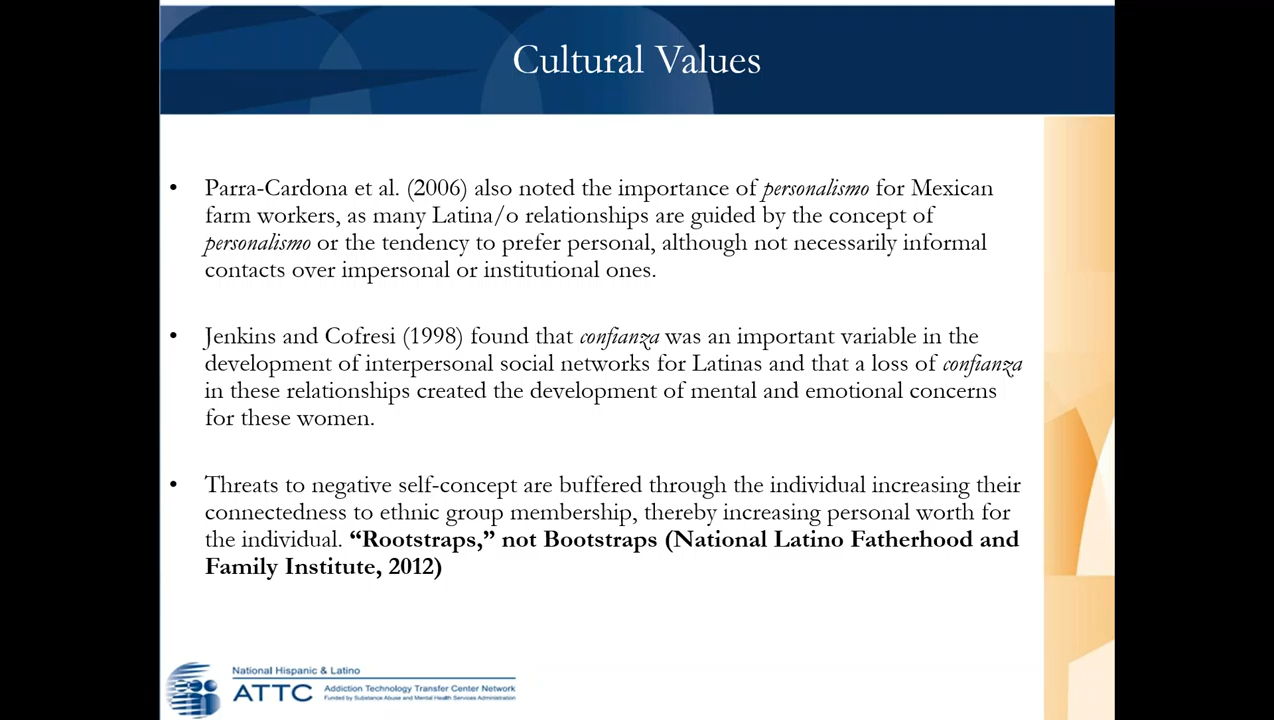 Cultural Values
• Parra-Cardona et al. (2006) also noted the importance of personalismo for Mexican
farm workers, as many Latina/o relationships are guided by the concept of
personalismo or the tendency to prefer personal, although not necessarily informal
contacts over impersonal or institutional ones.
• Jenkins and Cofresi (1998) found that confianza was an important variable in the
development of interpersonal social networks for Latinas and that a loss of confianza
in these relationships created the development of mental and emotional concerns
for these women.
• Threats to negative self-concept are buffered through the individual increasing their
connectedness to ethnic group membership, thereby increasing personal worth for
the individual. “Rootstraps,” not Bootstraps (National Latino Fatherhood and
Family Institute, 2012)
National Hispanic & Latino
ATTC Addiction Technology Transfer Center Network
Funded by Substance Abuse and Mental Health Services Administration